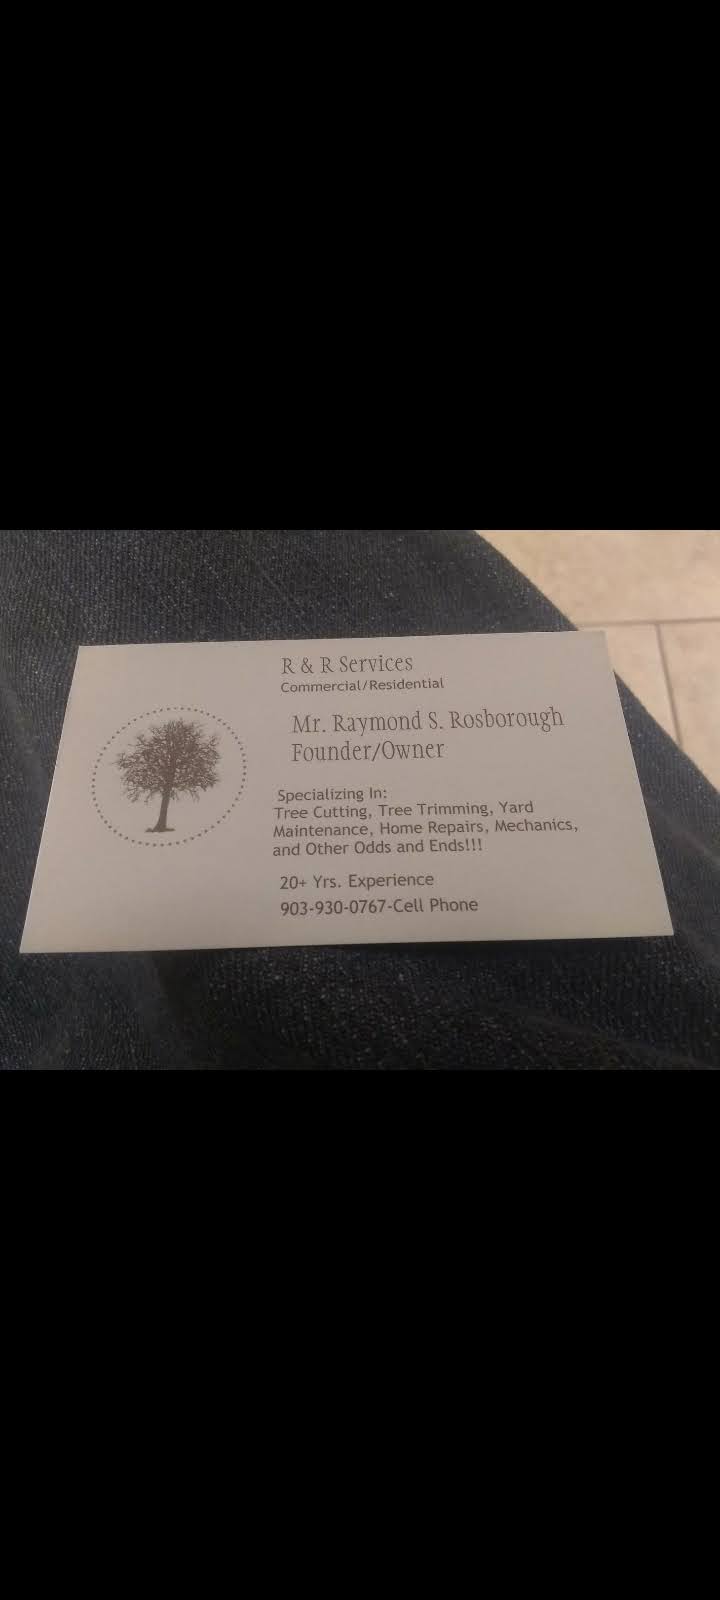 R & R Services
Commercial/Residential
Mr. Raymond S. Rosborough
Founder/Owner
Specializing In:
Tree Cutting, Tree Trimming, Yard
Maintenance, Home Repairs, Mechanics,
and Other Odds and Ends!!!
20+ Yrs. Experience
903-930-0767-Cell Phone